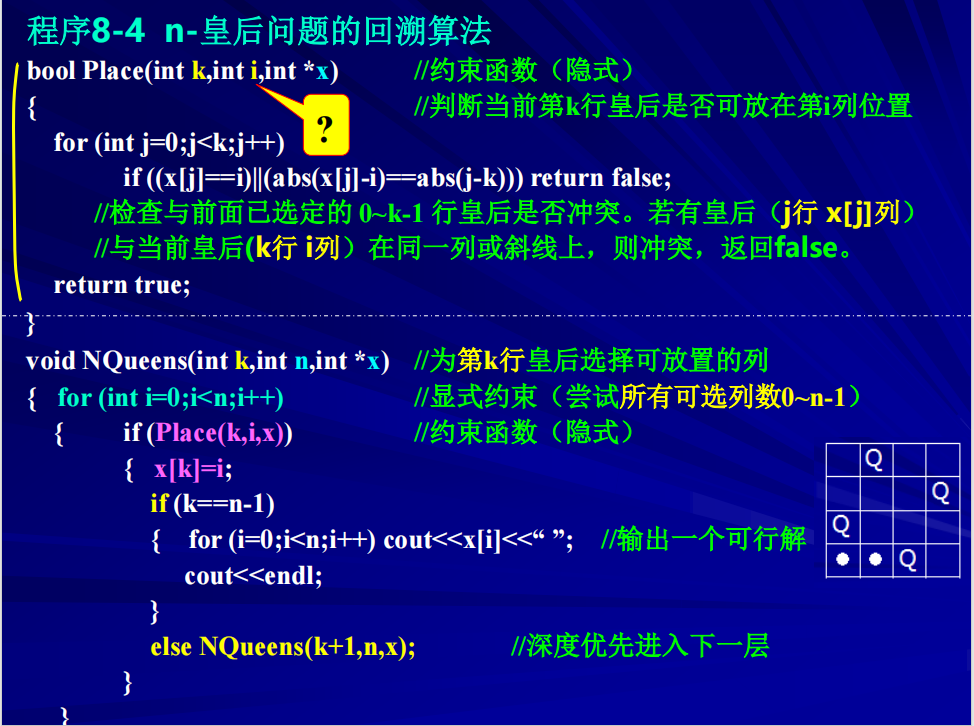 程序8-4 n-皇后问题的回溯算法
bool Place(int k,int i,int *x) //约束函数（隐式）
{ //判断当前第k行皇后是否可放在第i列位置
?
for (int j=0;j<k;j++)
if ((x[j]==i)||(abs(x[j]-i)==abs(j-k))) return false;
//检查与前面已选定的 0~k-1 行皇后是否冲突。若有皇后（j行 x[j]列）
//与当前皇后(k行 i列）在同一列或斜线上，则冲突，返回false。
return true;
}
void NQueens(int k,int n,int *x) //为第k行皇后选择可放置的列
{ for (int i=0;i<n;i++) //显式约束（尝试所有可选列数0~n-1）
{ if (Place(k,i,x)) //约束函数（隐式）
{ x[k]=i;
if (k==n-1)
{ for (i=0;i<n;i++) cout<<x[i]<<“ ”; //输出一个可行解
cout<<endl;
}
else NQueens(k+1,n,x); //深度优先进入下一层
}
}
Q
Q
Q
Q